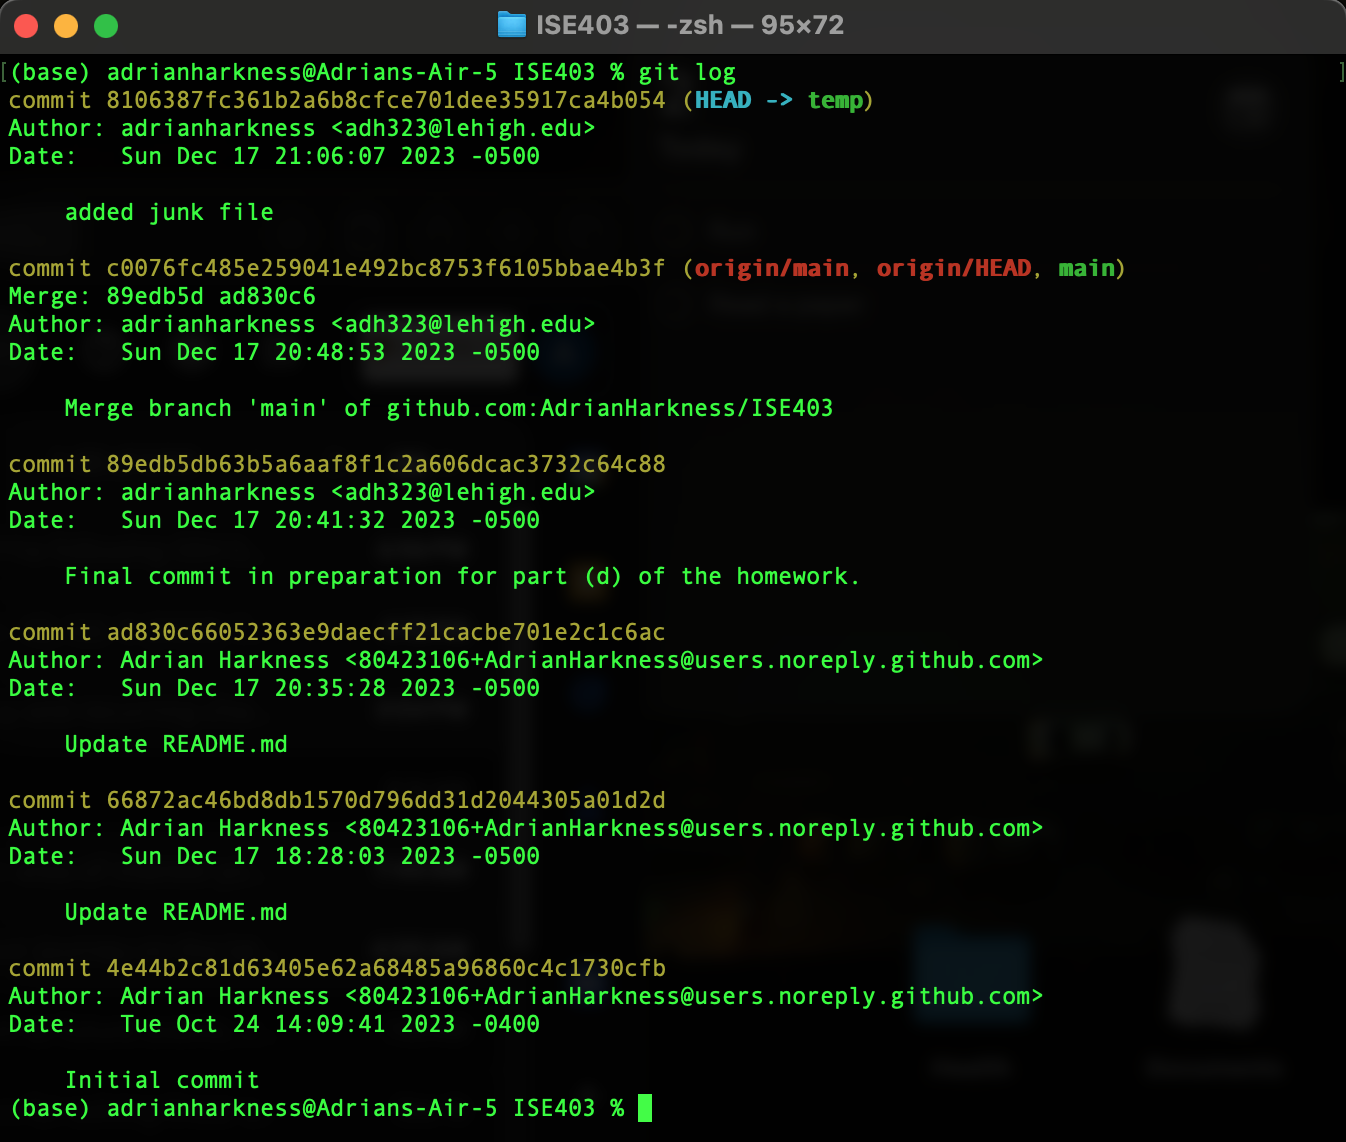 ISE403 — -zsh — 95×72
[(base) adrianharkness@Adrians-Air-5 ISE403 % git log ]
commit 8106387fc361b2a6b8cfce701dee35917ca4b054 (HEAD -> temp)
Author: adrianharkness <adh323@lehigh.edu>
Date:   Sun Dec 17 21:06:07 2023 -0500
added junk file
commit c0076fc485e259041e492bc8753f6105bbae4b3f (origin/main, origin/HEAD, main)
Merge: 89edb5d ad830c6
Author: adrianharkness <adh323@lehigh.edu>
Date:   Sun Dec 17 20:48:53 2023 -0500
Merge branch 'main' of github.com:AdrianHarkness/ISE403
commit 89edb5db63b5a6aaf8f1c2a606dcac3732c64c88
Author: adrianharkness <adh323@lehigh.edu>
Date:   Sun Dec 17 20:41:32 2023 -0500
Final commit in preparation for part (d) of the homework.
commit ad830c66052363e9daecff21cacbe701e2c1c6ac
Author: Adrian Harkness <80423106+AdrianHarkness@users.noreply.github.com>
Date:   Sun Dec 17 20:35:28 2023 -0500
Update README.md
commit 66872ac46bd8db1570d796dd31d2044305a01d2d
Author: Adrian Harkness <80423106+AdrianHarkness@users.noreply.github.com>
Date:   Sun Dec 17 18:28:03 2023 -0500
Update README.md
commit 4e44b2c81d63405e62a68485a96860c4c1730cfb
Author: Adrian Harkness <80423106+AdrianHarkness@users.noreply.github.com>
Date:   Tue Oct 24 14:09:41 2023 -0400
Initial commit
(base) adrianharkness@Adrians-Air-5 ISE403 %